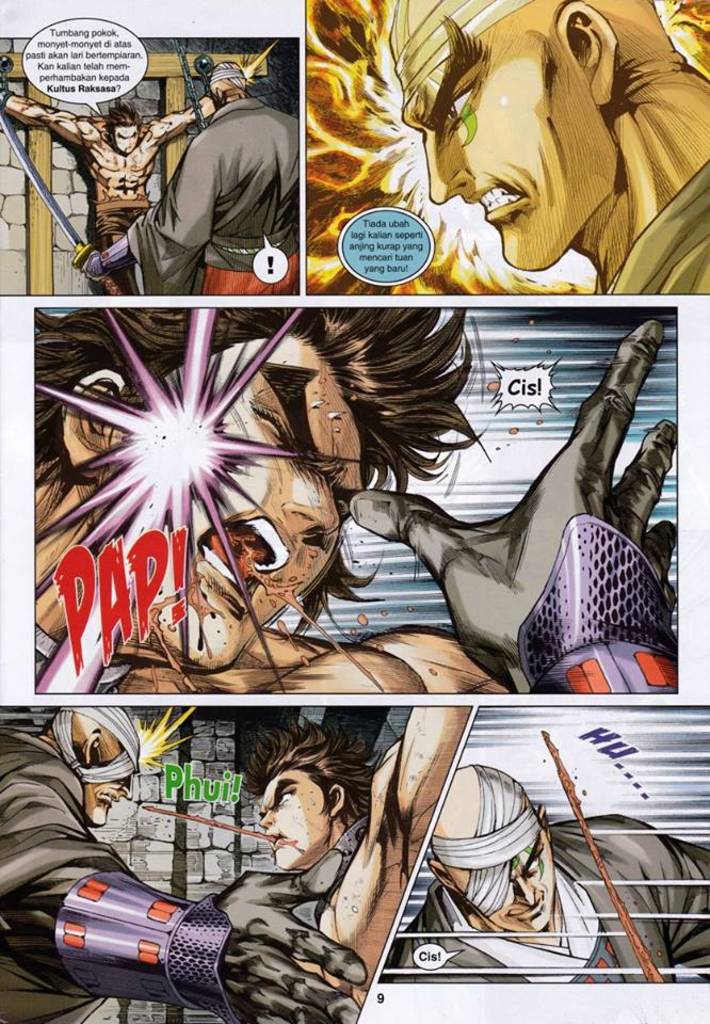 Tumbang pokok,
monyet-monyet di atas
pasti akan lari bertempiaran.
Kan kalian telah mem-
perhambakan kepada
Kultus Raksasa?
!
Tiada ubah
lagi kalian seperti
anjing kurap yang
mencari tuan
yang baru!
Cis!
PAP!
Phui!
HU....
Cis!
9